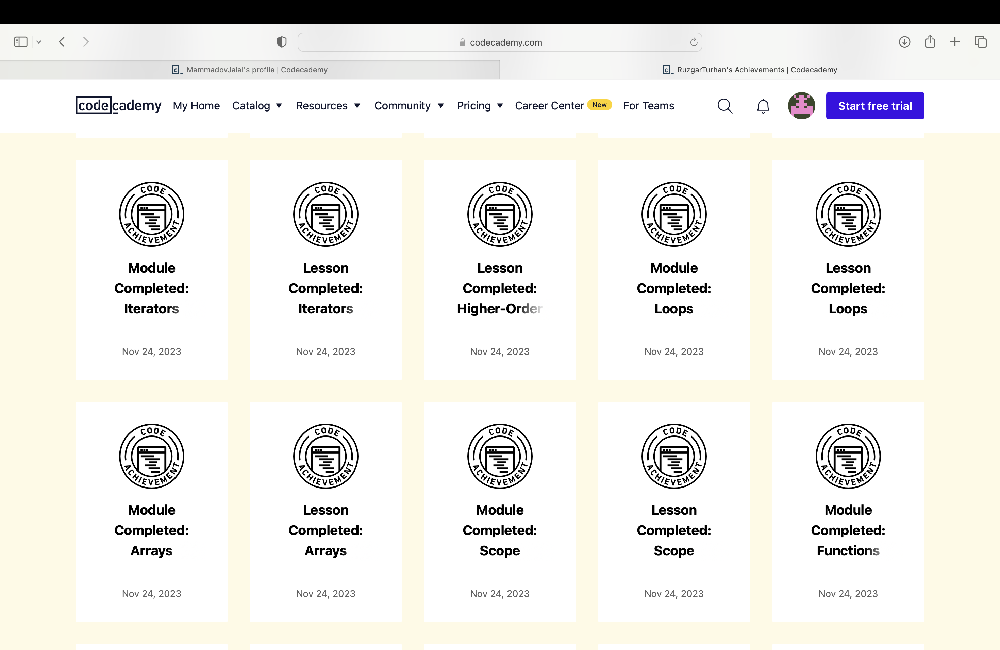 codecademy.com
MammadovJalal's profile | Codecademy
RuzgarTurhan's Achievements | Codecademy
codecademy My Home Catalog Resources Community Pricing Career Center New For Teams Start free trial
CODE ACHIEVEMENT
Module
Completed:
Iterators
Nov 24, 2023
CODE ACHIEVEMENT
Lesson
Completed:
Iterators
Nov 24, 2023
CODE ACHIEVEMENT
Lesson
Completed:
Higher-Order
Nov 24, 2023
CODE ACHIEVEMENT
Module
Completed:
Loops
Nov 24, 2023
CODE ACHIEVEMENT
Lesson
Completed:
Loops
Nov 24, 2023
CODE ACHIEVEMENT
Module
Completed:
Arrays
Nov 24, 2023
CODE ACHIEVEMENT
Lesson
Completed:
Arrays
Nov 24, 2023
CODE ACHIEVEMENT
Module
Completed:
Scope
Nov 24, 2023
CODE ACHIEVEMENT
Lesson
Completed:
Scope
Nov 24, 2023
CODE ACHIEVEMENT
Module
Completed:
Functions
Nov 24, 2023